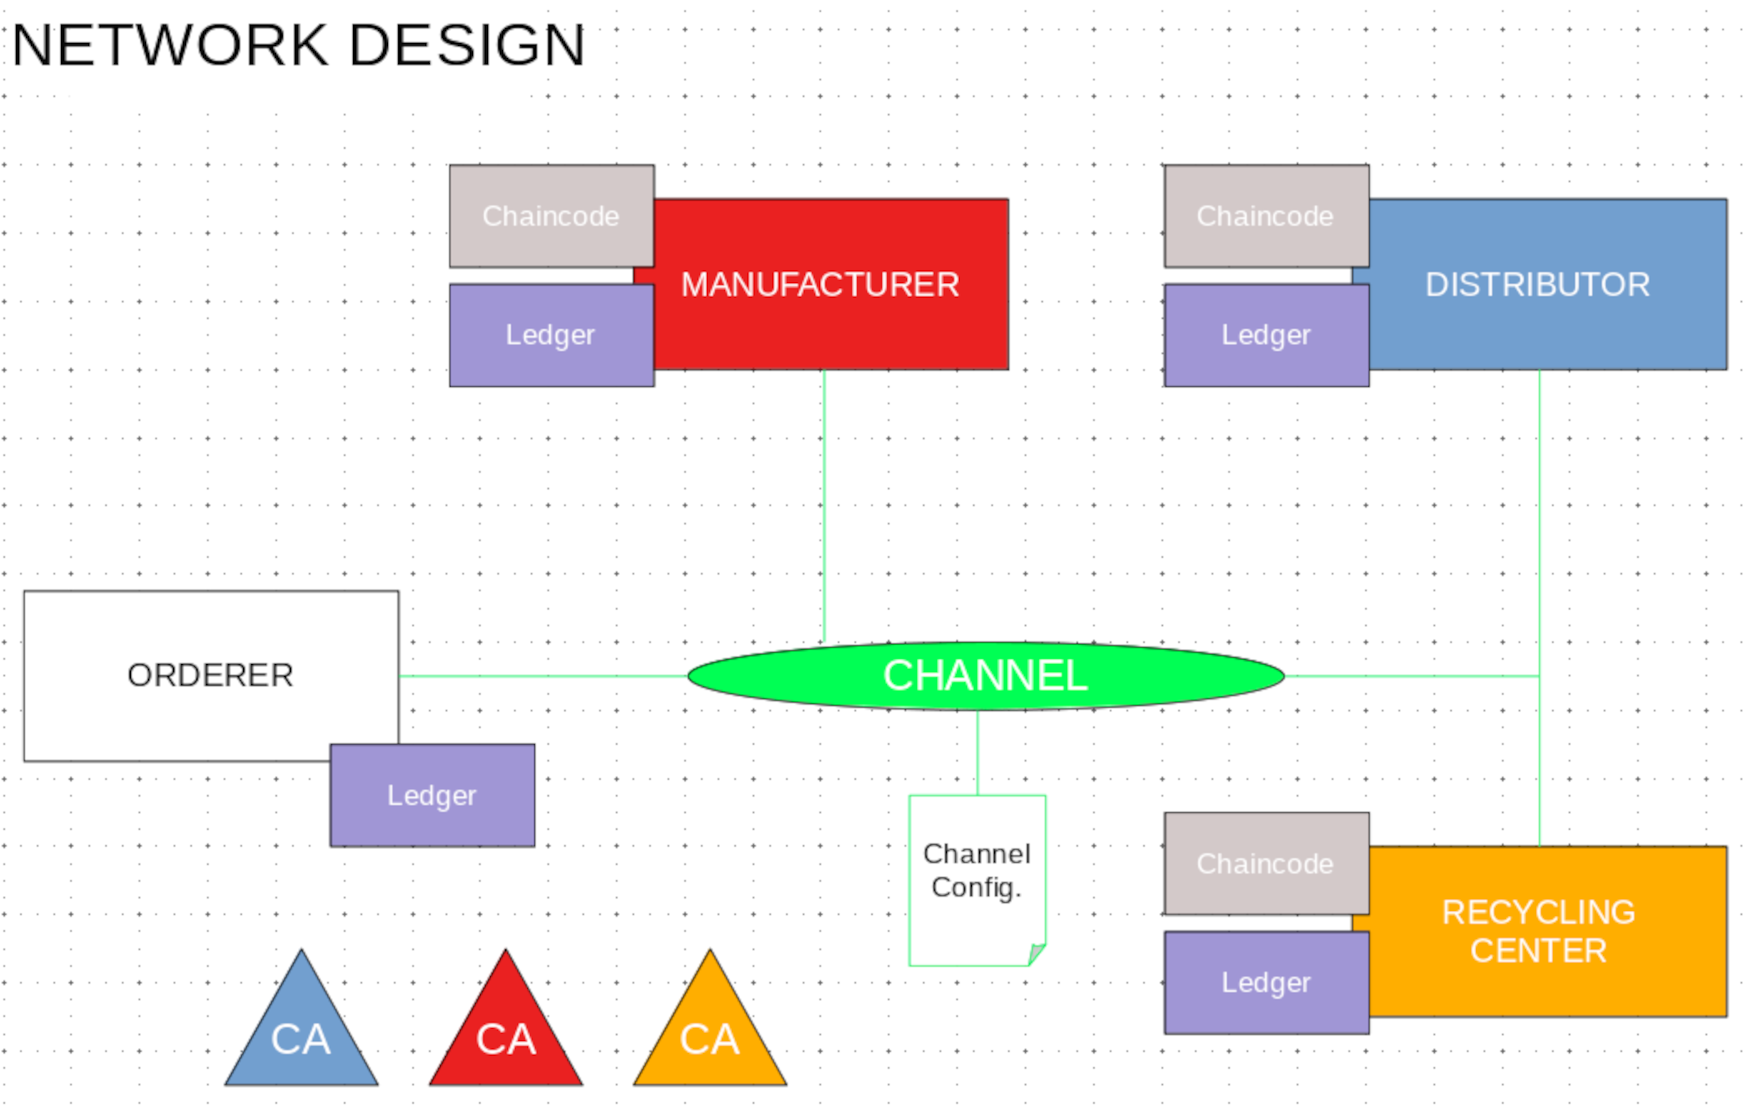 NETWORK DESIGN
Chaincode
MANUFACTURER
Ledger
Chaincode
DISTRIBUTOR
Ledger
ORDERER
Ledger
CHANNEL
Channel
Config.
Chaincode
RECYCLING
CENTER
Ledger
CA
CA
CA